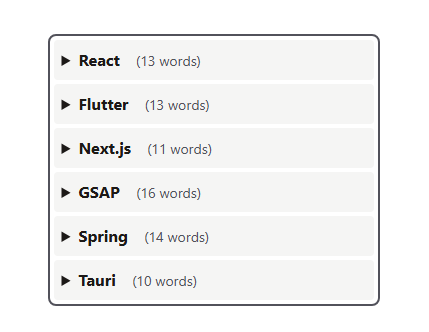 React (13 words)
Flutter (13 words)
Next.js (11 words)
GSAP (16 words)
Spring (14 words)
Tauri (10 words)